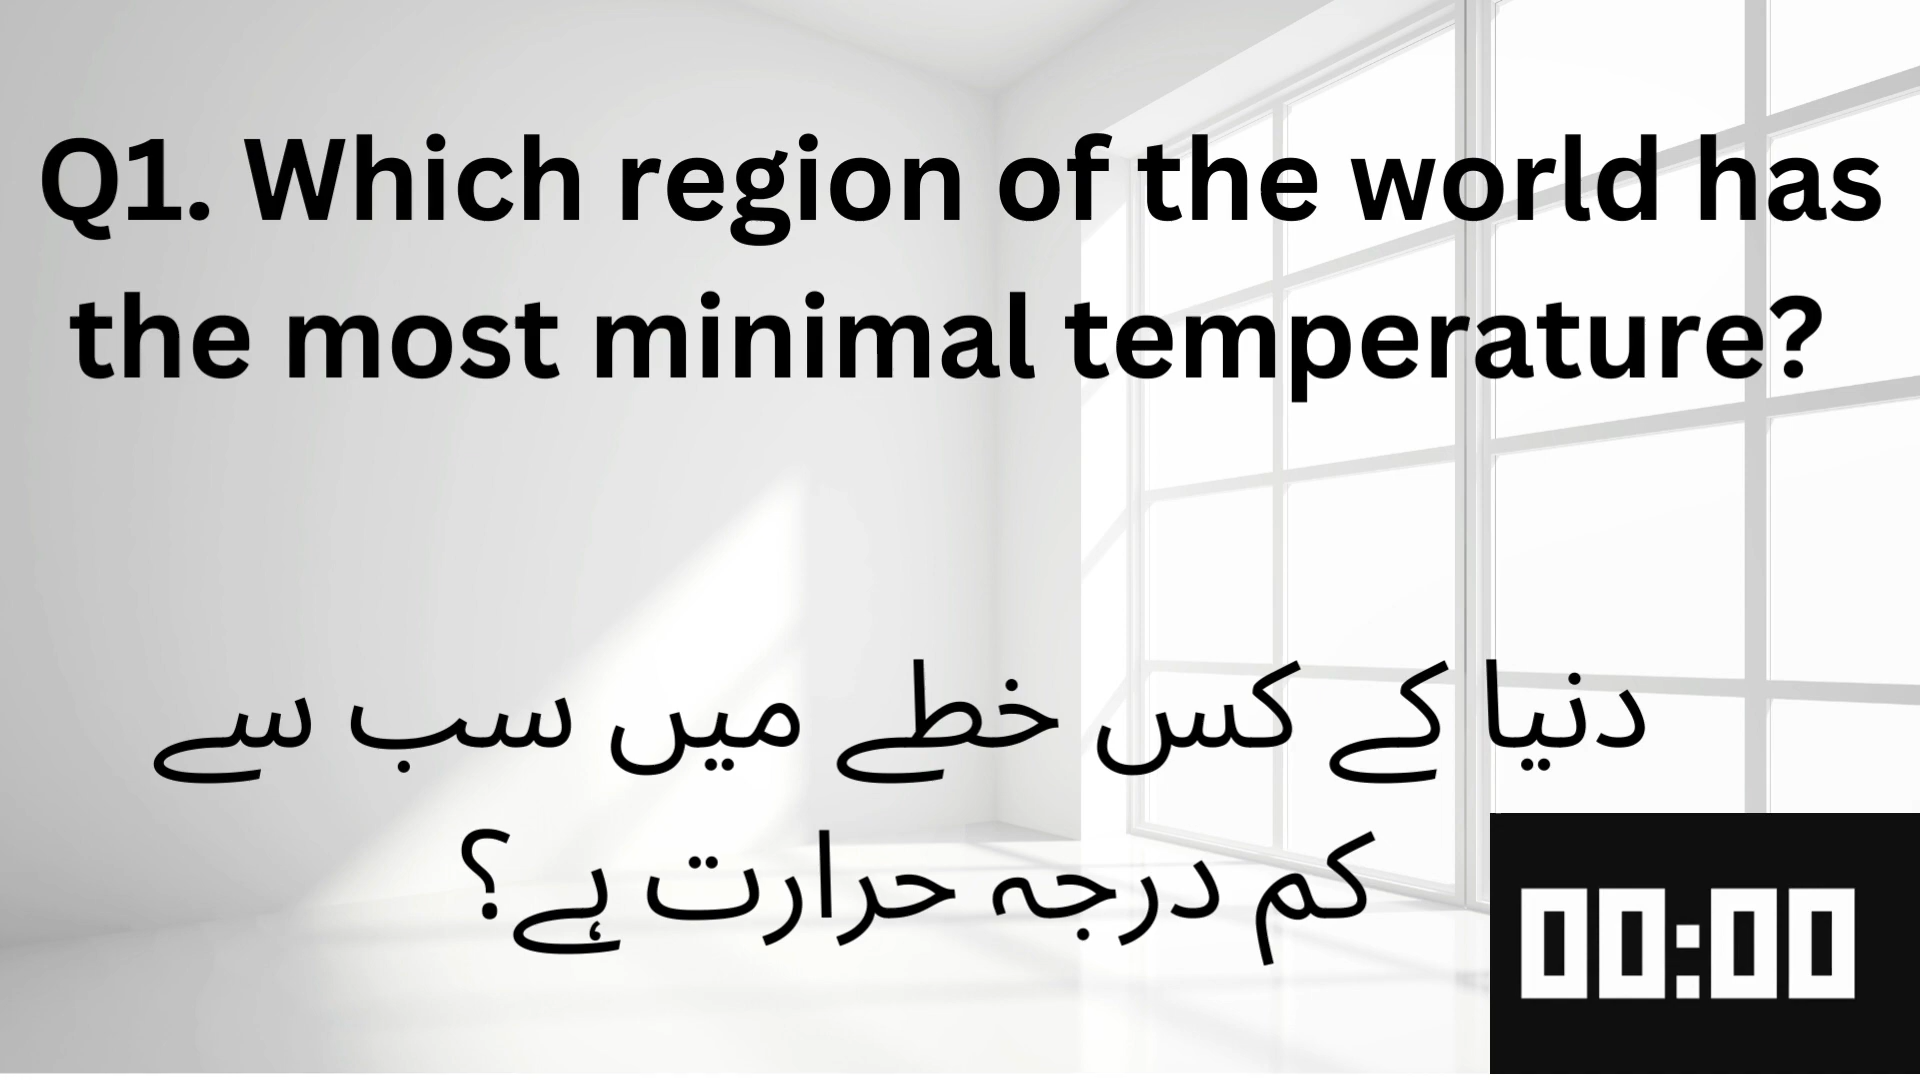 Q1. Which region of the world has
the most minimal temperature?
دنیا کے کس خطے میں سب سے
کم درجہ حرارت ہے؟
00:00